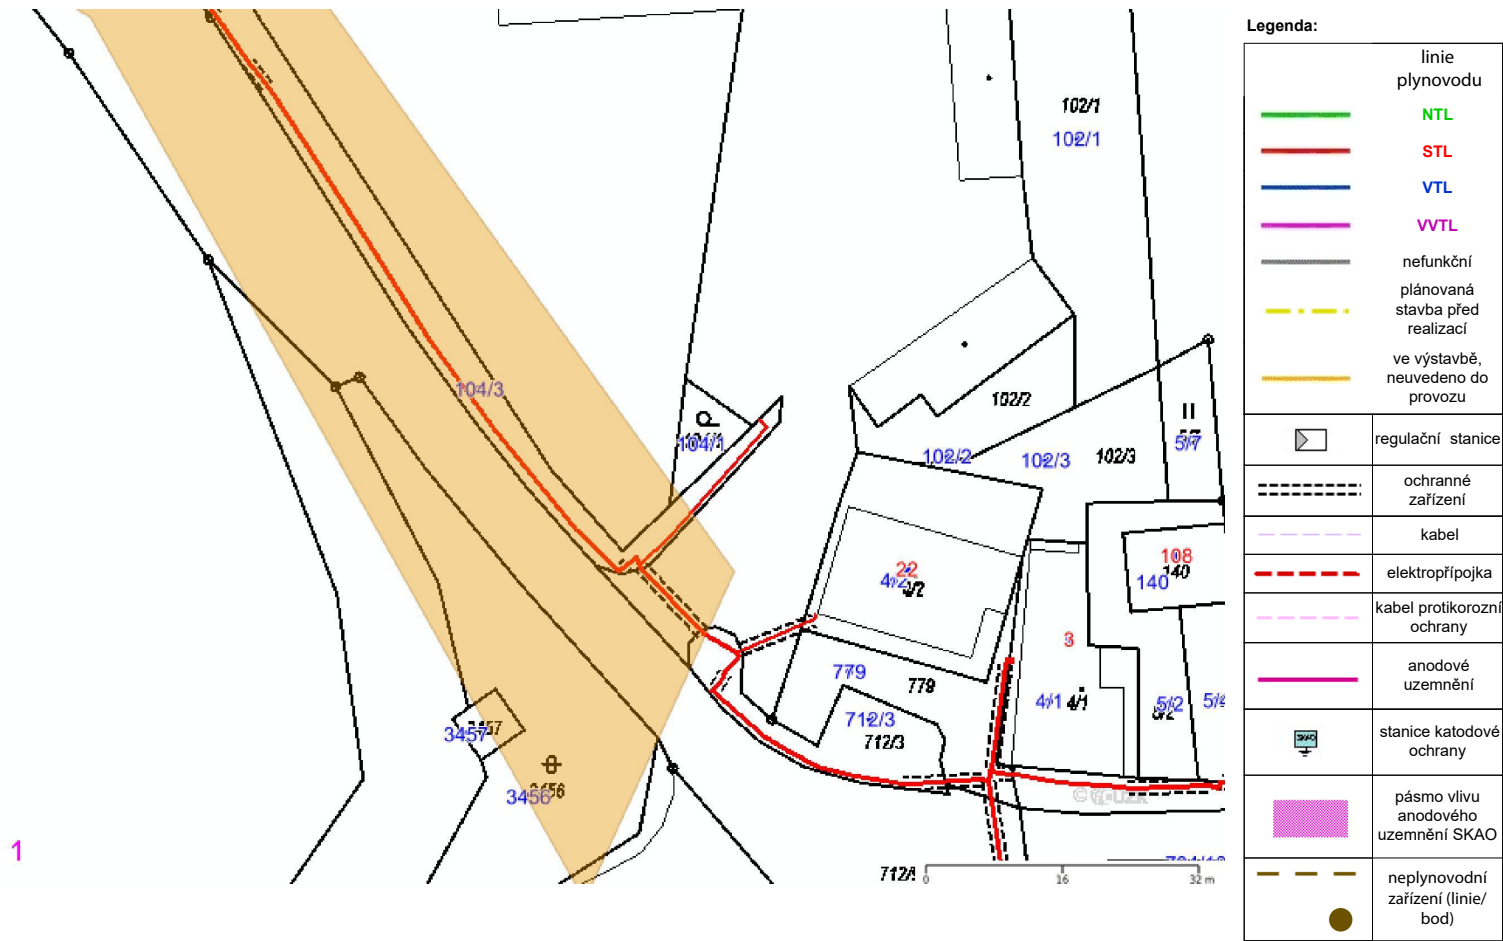 102/1
102/1
104/3
104/1
102/2
102/2
102/3
102/3
5/7
22
4/2
108
140
140
3
779
779
712/3
712/3
4/1
4/1
5/2
3457
3456
1
0
16
32 m
Legenda:
linie
plynovodu
NTL
STL
VTL
VVTL
nefunkční
plánovaná
stavba před
realizací
ve výstavbě,
neuvedeno do
provozu
regulační stanice
ochranné
zařízení
kabel
elektropřípojka
kabel protikorozní
ochrany
anodové
uzemnění
SKAO
stanice katodové
ochrany
pásmo vlivu
anodového
uzemnění SKAO
neplynovodní
zařízení (linie/
bod)